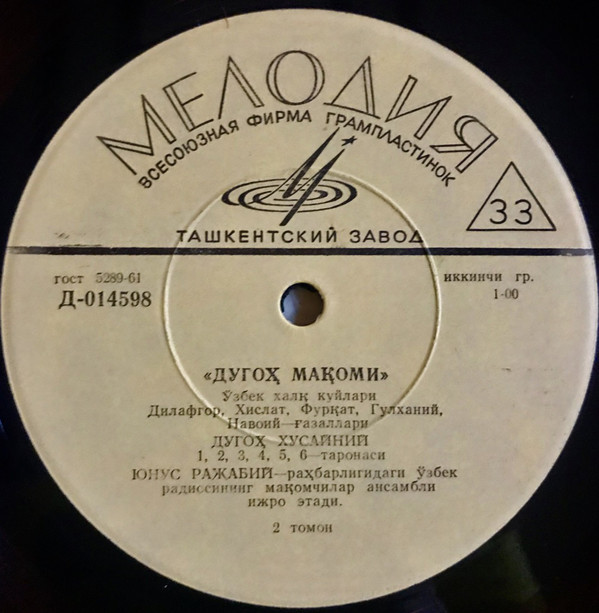 МЕЛОДИЯ
ВСЕСОЮЗНАЯ ФИРМА ГРАМПЛАСТИНОК
33
ТАШКЕНТСКИЙ ЗАВОД
гост 5289-61
Д-014598
иккинчи гр.
1-00
«ДУГОҲ МАҚОМИ»
Ўзбек халқ куйлари
Дилафгор, Хислат, Фурқат, Гулханий,
Навоий—ғазаллари
ДУГОҲ ХУСАЙНИЙ
1, 2, 3, 4, 5, 6—таронаси
ЮНУС РАЖАБИЙ—раҳбарлигидаги ўзбек
радиссининг мақомчилар ансамбли
ижро этади.
2 томон